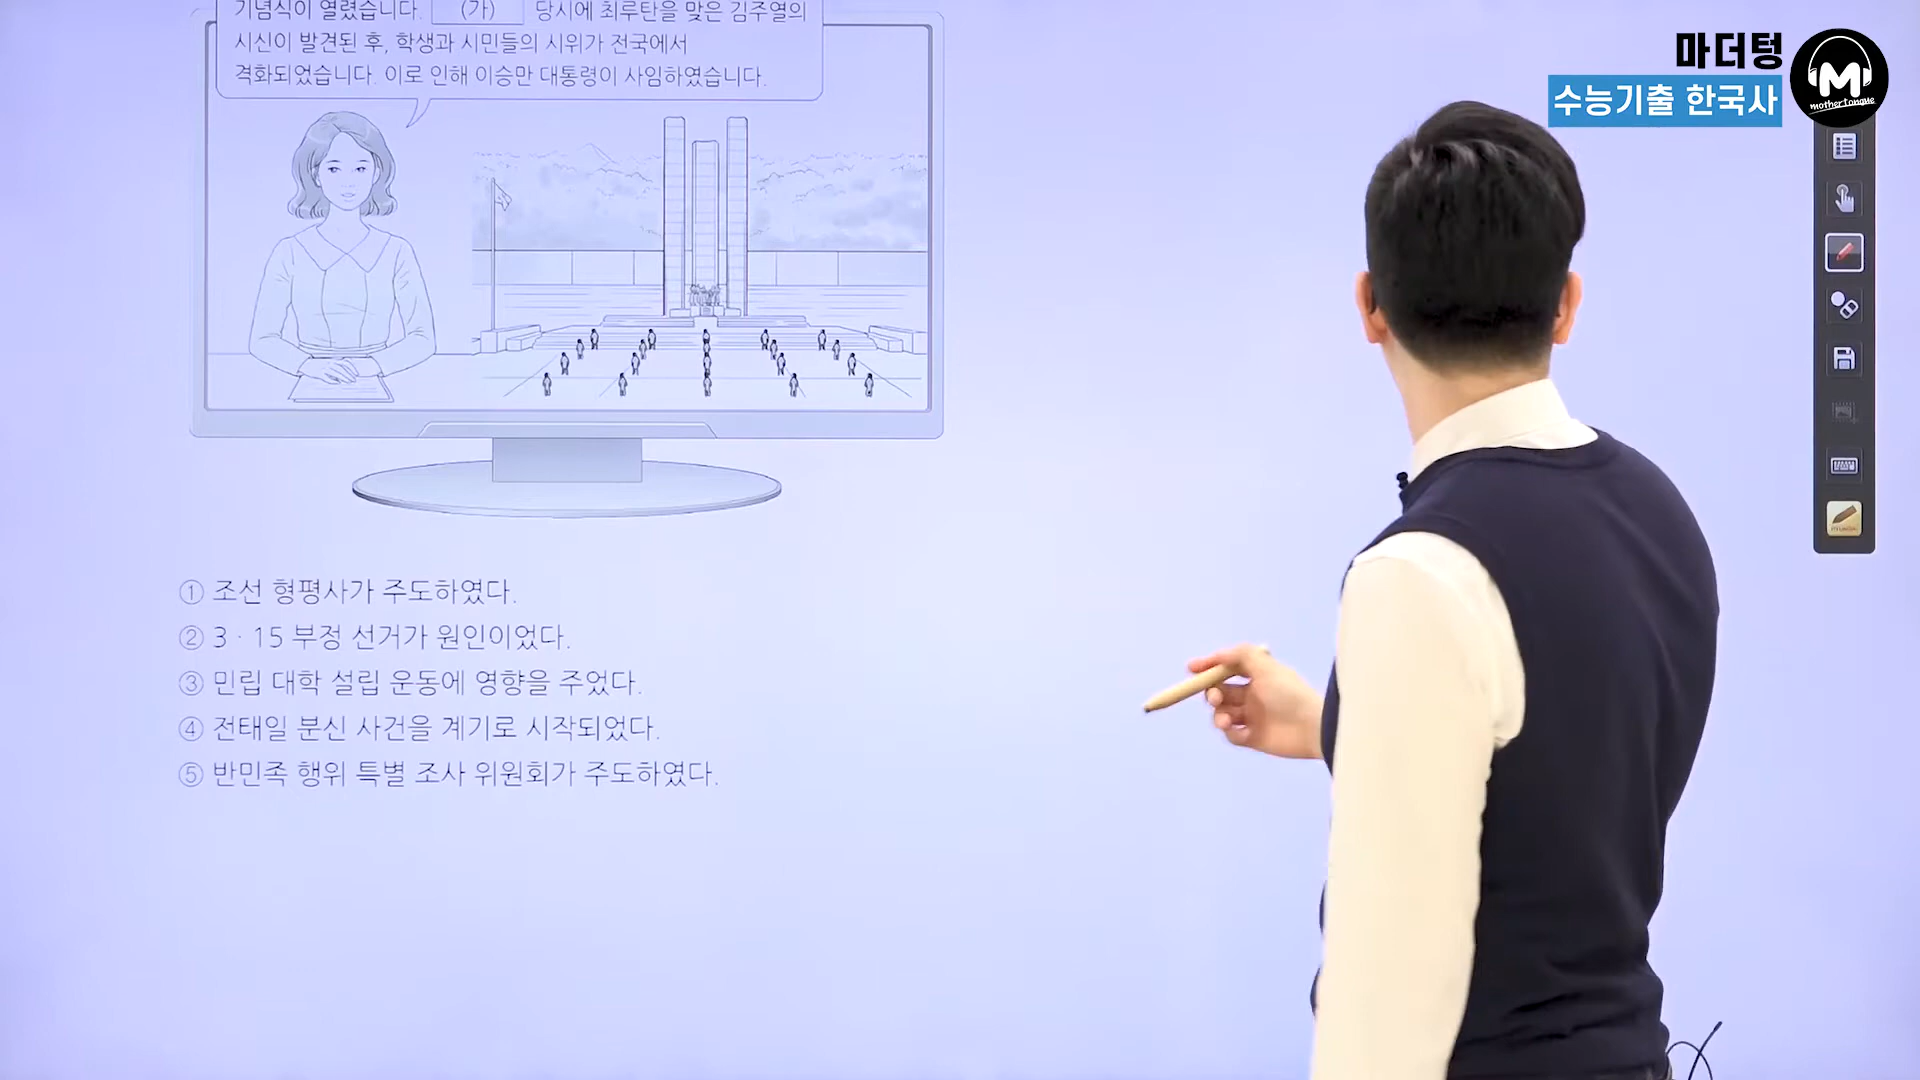 기념식이 열렸습니다. (가) 당시에 최루탄을 맞은 김주열의
시신이 발견된 후, 학생과 시민들의 시위가 전국에서
격화되었습니다. 이로 인해 이승만 대통령이 사임하였습니다.
마더텅
수능기출 한국사
M
mothertongue
① 조선 형평사가 주도하였다.
② 3·15 부정 선거가 원인이었다.
③ 민립 대학 설립 운동에 영향을 주었다.
④ 전태일 분신 사건을 계기로 시작되었다.
⑤ 반민족 행위 특별 조사 위원회가 주도하였다.